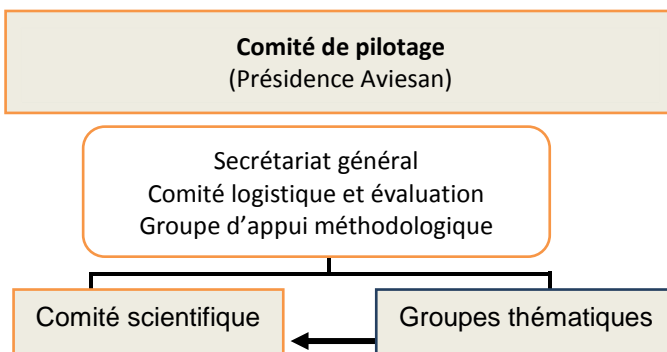 Comité de pilotage
(Présidence Aviesan)
Secrétariat général
Comité logistique et évaluation
Groupe d’appui méthodologique
Comité scientifique
Groupes thématiques